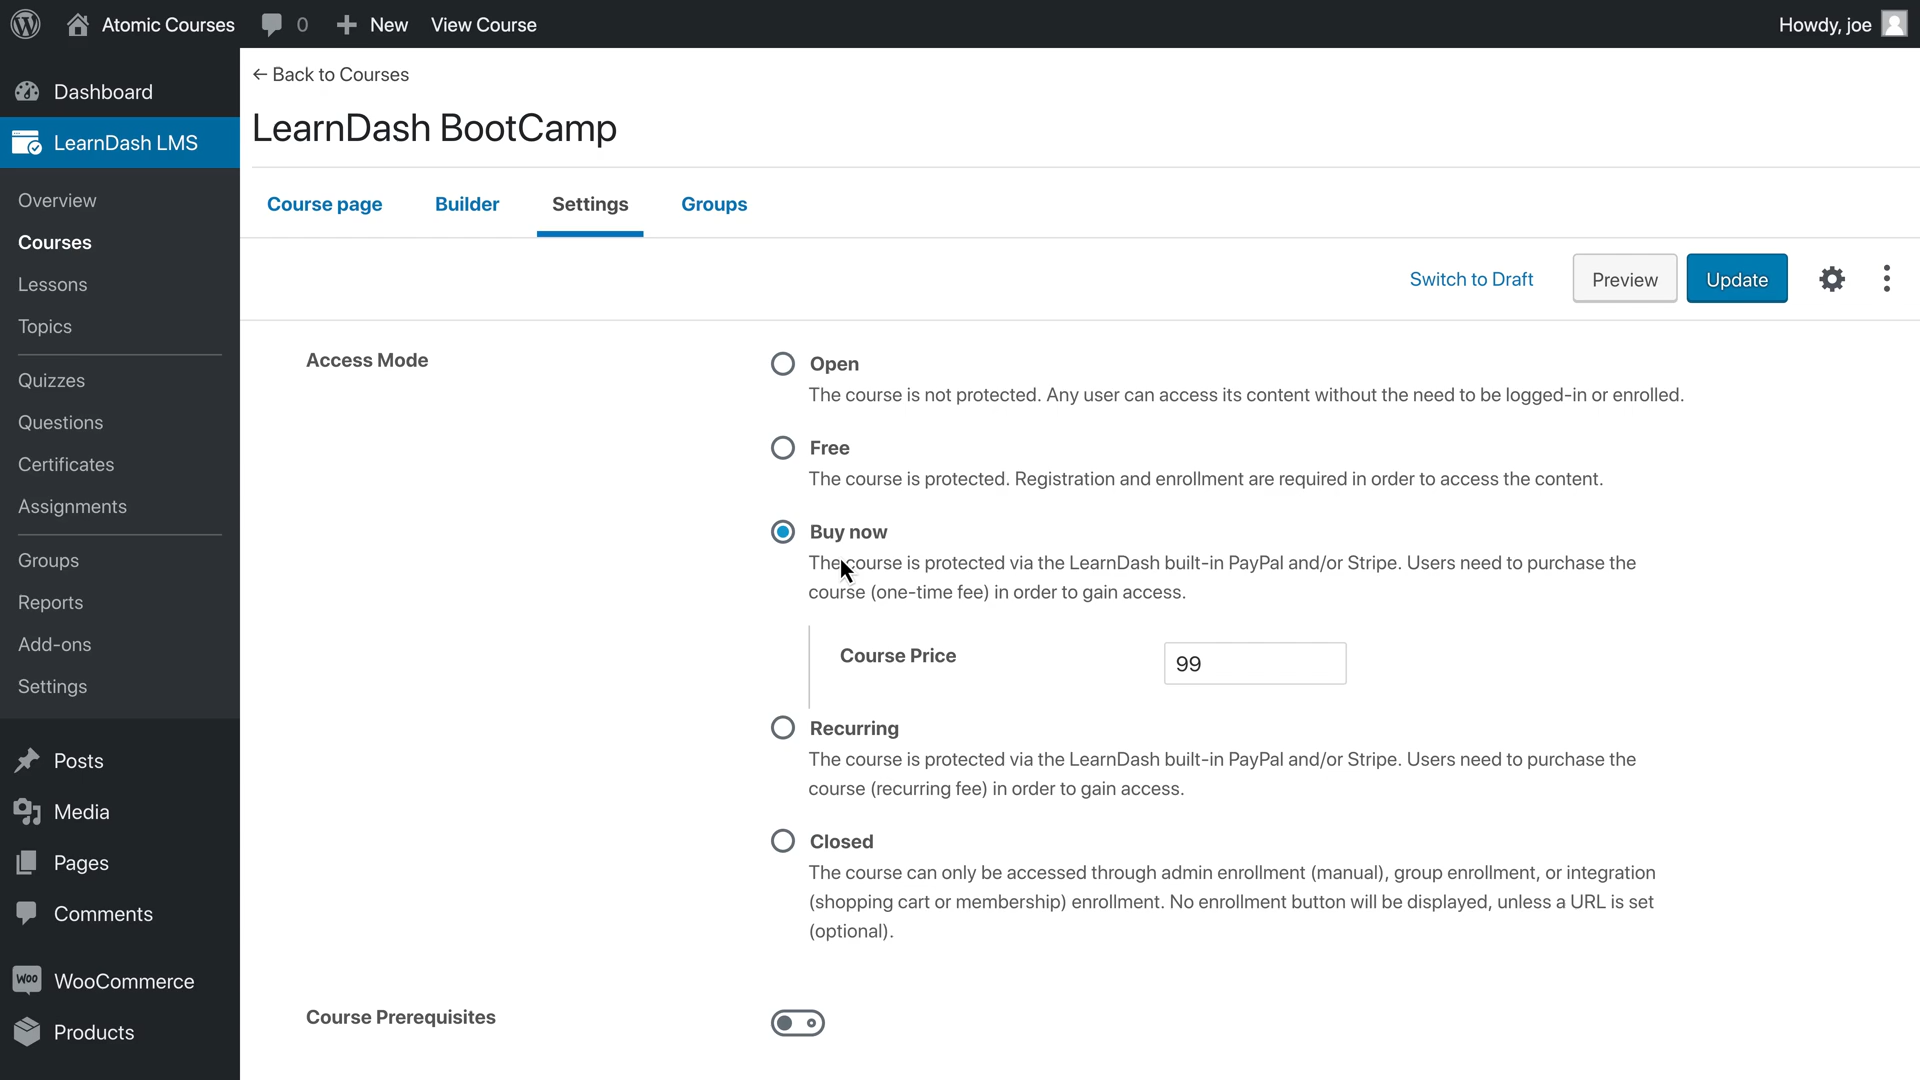 Atomic Courses
0
New
View Course
Howdy, joe
Dashboard
LearnDash LMS
Overview
Courses
Lessons
Topics
Quizzes
Questions
Certificates
Assignments
Groups
Reports
Add-ons
Settings
Posts
Media
Pages
Comments
WOO
WooCommerce
Products
← Back to Courses
LearnDash BootCamp
Course page
Builder
Settings
Groups
Switch to Draft
Preview
Update
Access Mode
Open
The course is not protected. Any user can access its content without the need to be logged-in or enrolled.
Free
The course is protected. Registration and enrollment are required in order to access the content.
Buy now
The course is protected via the LearnDash built-in PayPal and/or Stripe. Users need to purchase the
course (one-time fee) in order to gain access.
Course Price
99
Recurring
The course is protected via the LearnDash built-in PayPal and/or Stripe. Users need to purchase the
course (recurring fee) in order to gain access.
Closed
The course can only be accessed through admin enrollment (manual), group enrollment, or integration
(shopping cart or membership) enrollment. No enrollment button will be displayed, unless a URL is set
(optional).
Course Prerequisites